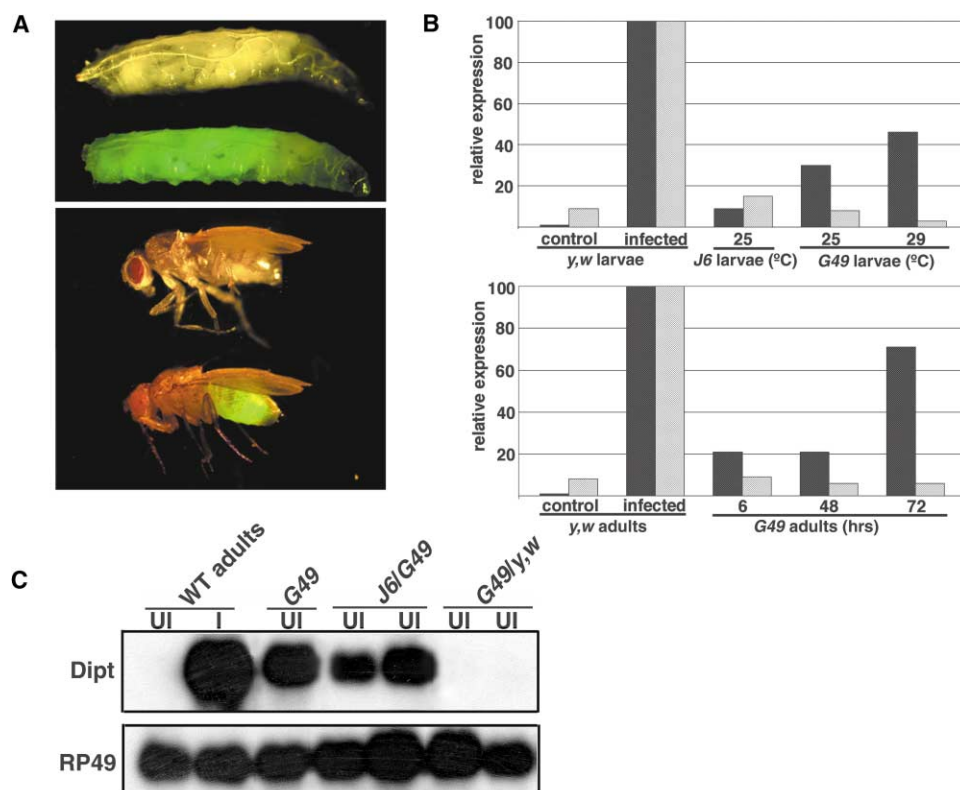 A
B
relative expression
100
80
60
40
20
control infected 25 25 29
y,w larvae J6 larvae (ºC) G49 larvae (ºC)
relative expression
100
80
60
40
20
control infected 6 48 72
y,w adults G49 adults (hrs)
C
WT adults G49 J6/G49 G49/y,w
UI I UI UI UI UI UI
Dipt
RP49